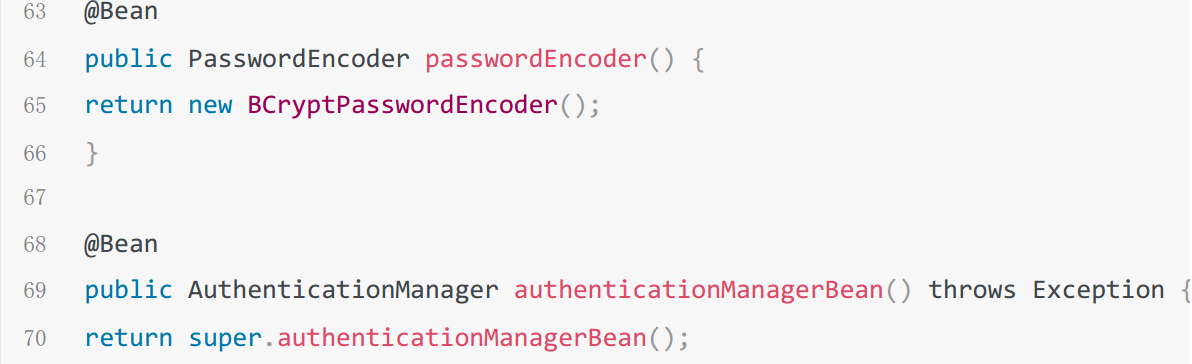 63 @Bean
64 public PasswordEncoder passwordEncoder() {
65 return new BCryptPasswordEncoder();
66 }
67
68 @Bean
69 public AuthenticationManager authenticationManagerBean() throws Exception {
70 return super.authenticationManagerBean();